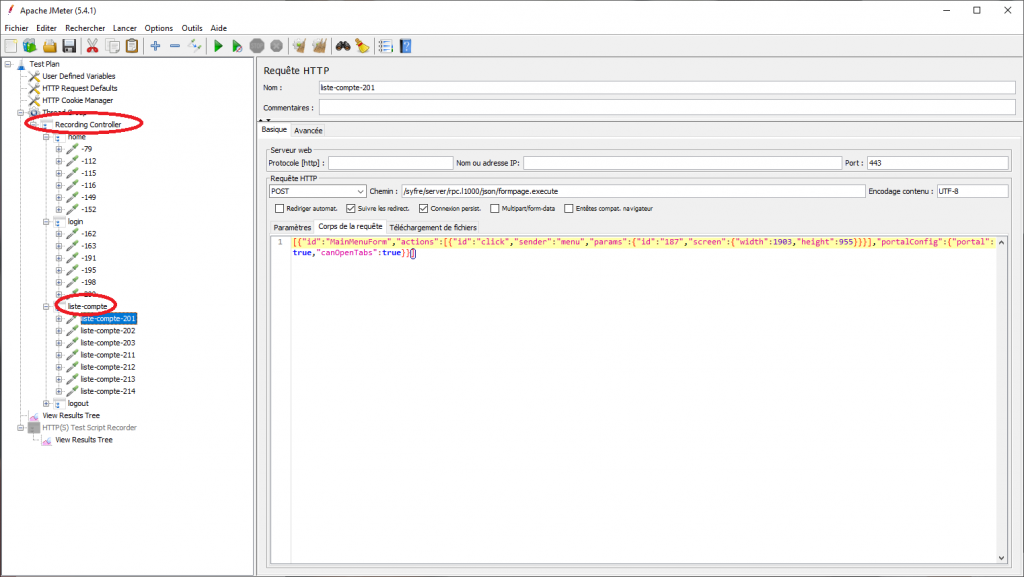 Apache JMeter (5.4.1)
Fichier Editer Rechercher Lancer Options Outils Aide
Test Plan
User Defined Variables
HTTP Request Defaults
HTTP Cookie Manager
Thread Group
Recording Controller
home
-79
-112
-115
-116
-149
-152
login
-162
-163
-191
-195
-198
-200
liste-compte
liste-compte-201
liste-compte-202
liste-compte-203
liste-compte-211
liste-compte-212
liste-compte-213
liste-compte-214
logout
View Results Tree
HTTP(S) Test Script Recorder
View Results Tree
Requête HTTP
Nom : liste-compte-201
Commentaires :
Basique Avancée
Serveur web
Protocole [http] : Nom ou adresse IP: Port : 443
Requête HTTP
POST Chemin : /syfre/server/rpc.l1000/json/formpage.execute Encodage contenu : UTF-8
Rediriger automat. Suivre les redirect. Connexion persist. Multipart/form-data Entêtes compat. navigateur
Paramètres Corps de la requête Téléchargement de fichiers
1 [{"id":"MainMenuForm","actions":[{"id":"click","sender":"menu","params":{"id":"187","screen":{"width":1903,"height":955}}}],"portalConfig":{"portal":
true,"canOpenTabs":true}}]